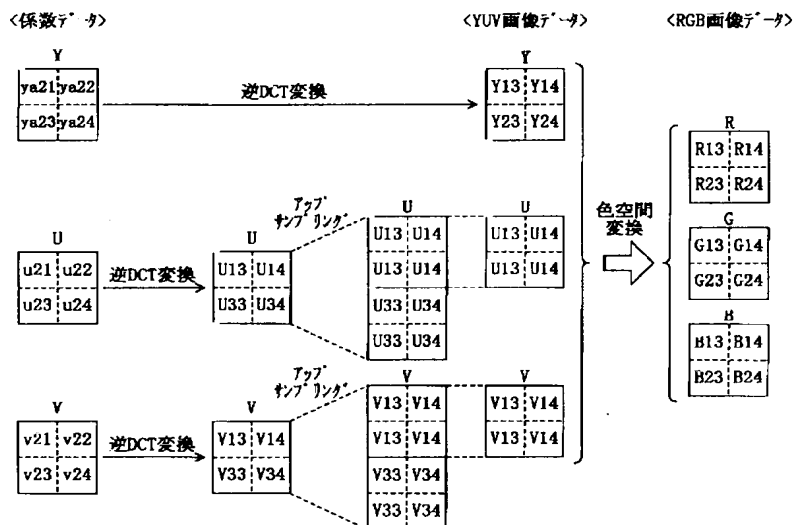 <係数ﾃﾞｰﾀ>
<YUV画像ﾃﾞｰﾀ>
<RGB画像ﾃﾞｰﾀ>
Y
ya21 ya22
ya23 ya24
逆DCT変換
Y
Y13 Y14
Y23 Y24
U
u21 u22
u23 u24
逆DCT変換
U
U13 U14
U33 U34
ｱｯﾌﾟ
ｻﾝﾌﾟﾘﾝｸﾞ
U
U13 U14
U13 U14
U33 U34
U33 U34
U
U13 U14
U13 U14
V
v21 v22
v23 v24
逆DCT変換
V
V13 V14
V33 V34
ｱｯﾌﾟ
ｻﾝﾌﾟﾘﾝｸﾞ
V
V13 V14
V13 V14
V33 V34
V33 V34
V
V13 V14
V13 V14
色空間
変換
R
R13 R14
R23 R24
G
G13 G14
G23 G24
B
B13 B14
B23 B24